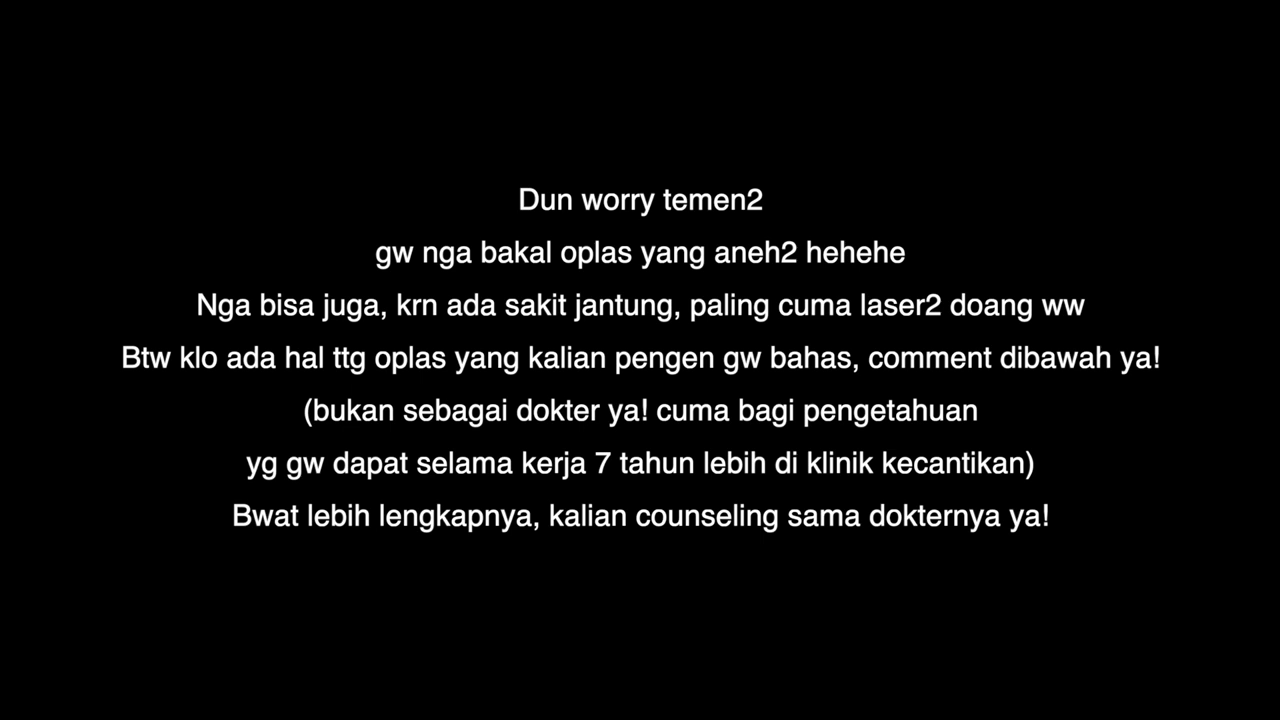 Dun worry temen2
gw nga bakal oplas yang aneh2 hehehe
Nga bisa juga, krn ada sakit jantung, paling cuma laser2 doang ww
Btw klo ada hal ttg oplas yang kalian pengen gw bahas, comment dibawah ya!
(bukan sebagai dokter ya! cuma bagi pengetahuan
yg gw dapat selama kerja 7 tahun lebih di klinik kecantikan)
Bwat lebih lengkapnya, kalian counseling sama dokternya ya!